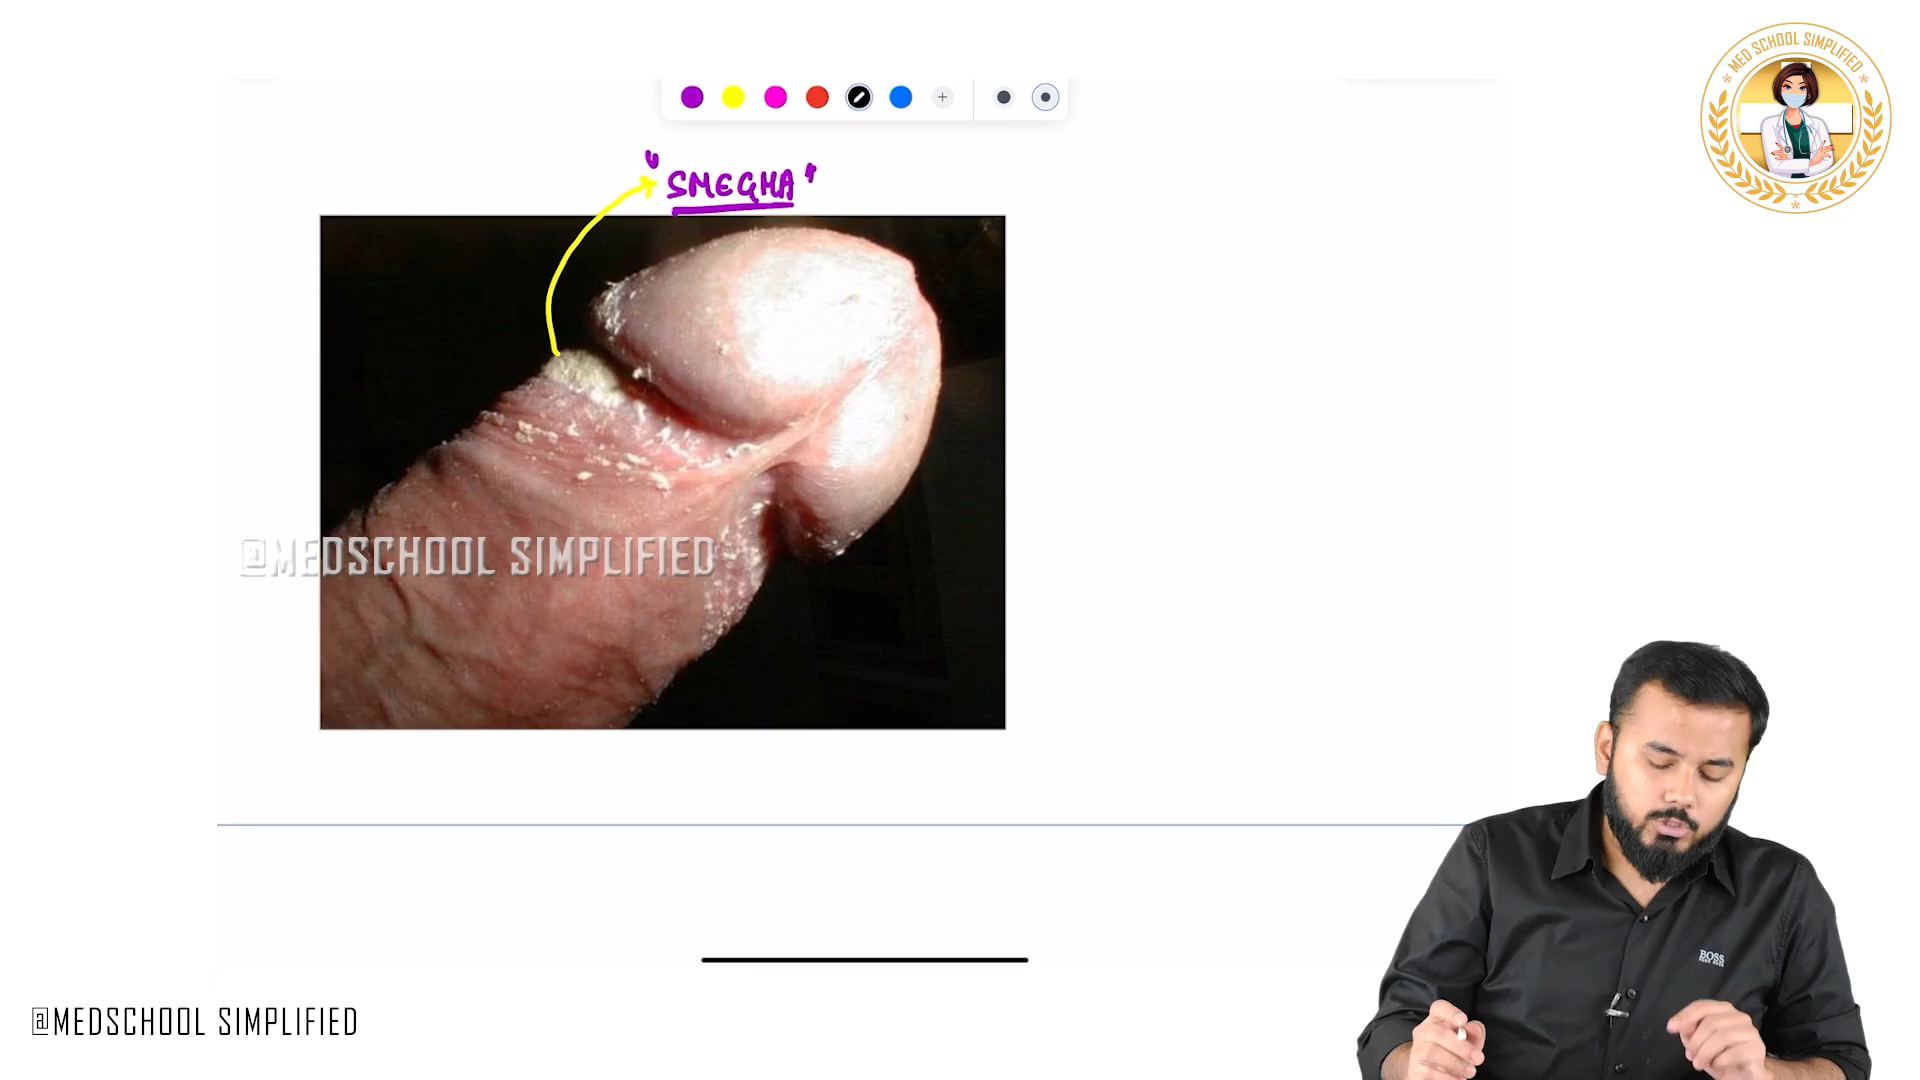 MED SCHOOL SIMPLIFIED
"SMEGMA"
@MEDSCHOOL SIMPLIFIED
BOSS
@MEDSCHOOL SIMPLIFIED